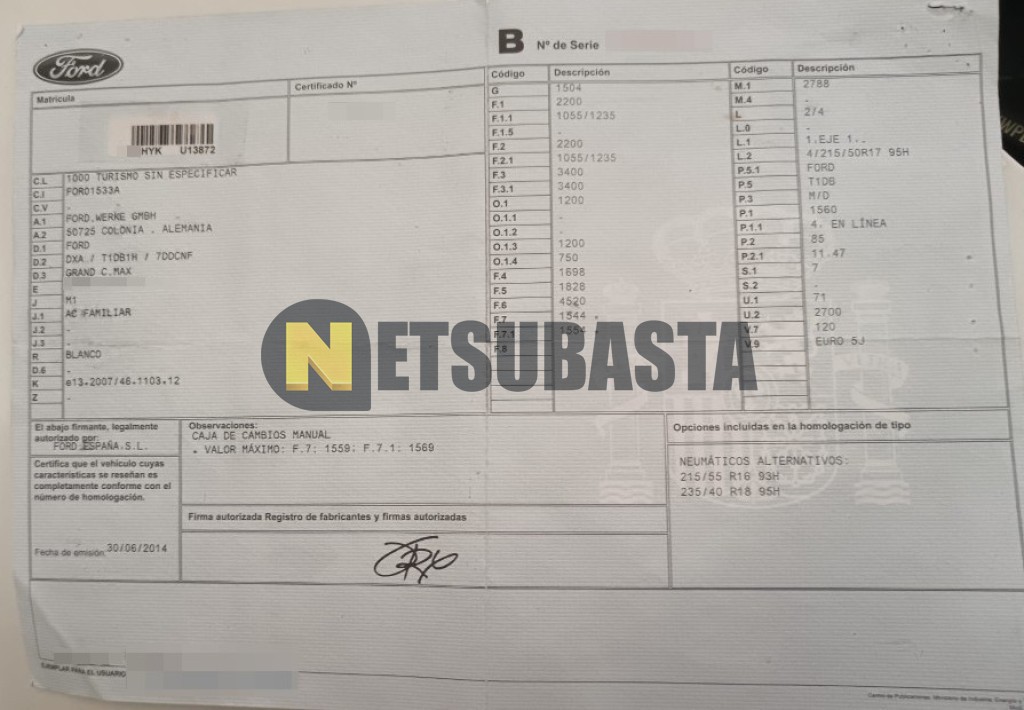 Ford
B Nº de Serie
Matrícula
Certificado Nº
HYK U13872
C.L 1000 TURISMO SIN ESPECIFICAR
C.I FOR01533A
C.V -
A.1 FORD.WERKE GMBH
A.2 50725 COLONIA . ALEMANIA
D.1 FORD
D.2 DXA / T1DB1H / 7DDCNF
D.3 GRAND C.MAX
E
J M1
J.1 AC FAMILIAR
J.2 -
J.3 -
R BLANCO
D.6 -
K e13*2007/46*1103*12
Z -
Código Descripción
G 1504
F.1 2200
F.1.1 1055/1235
F.1.5 -
F.2 2200
F.2.1 1055/1235
F.3 3400
F.3.1 3400
O.1 1200
O.1.1 -
O.1.2 -
O.1.3 1200
O.1.4 750
F.4 1698
F.5 1828
F.6 4520
F.7 1544 *
F.7.1 1554 *
F.8
Código Descripción
M.1 2788
M.4 -
L 2/4
L.0 -
L.1 1.EJE 1..
L.2 4/215/50R17 95H
P.5.1 FORD
P.5 T1DB
P.3 M/D
P.1 1560
P.1.1 4. EN LÍNEA
P.2 85
P.2.1 11.47
S.1 7
S.2 -
U.1 71
U.2 2700
V.7 120
V.9 EURO 5J
NETSUBASTA
El abajo firmante, legalmente
autorizado por:
FORD ESPAÑA.S.L.
Certifica que el vehículo cuyas
características se reseñan es
completamente conforme con el
número de homologación.
Fecha de emisión 30/06/2014
Observaciones:
CAJA DE CAMBIOS MANUAL
* VALOR MÁXIMO: F.7: 1559; F.7.1: 1569
Firma autorizada Registro de fabricantes y firmas autorizadas
Opciones incluidas en la homologación de tipo
NEUMÁTICOS ALTERNATIVOS:
215/55 R16 93H
235/40 R18 95H
EJEMPLAR PARA EL USUARIO
Centro de Publicaciones. Ministerio de Industria, Energía y